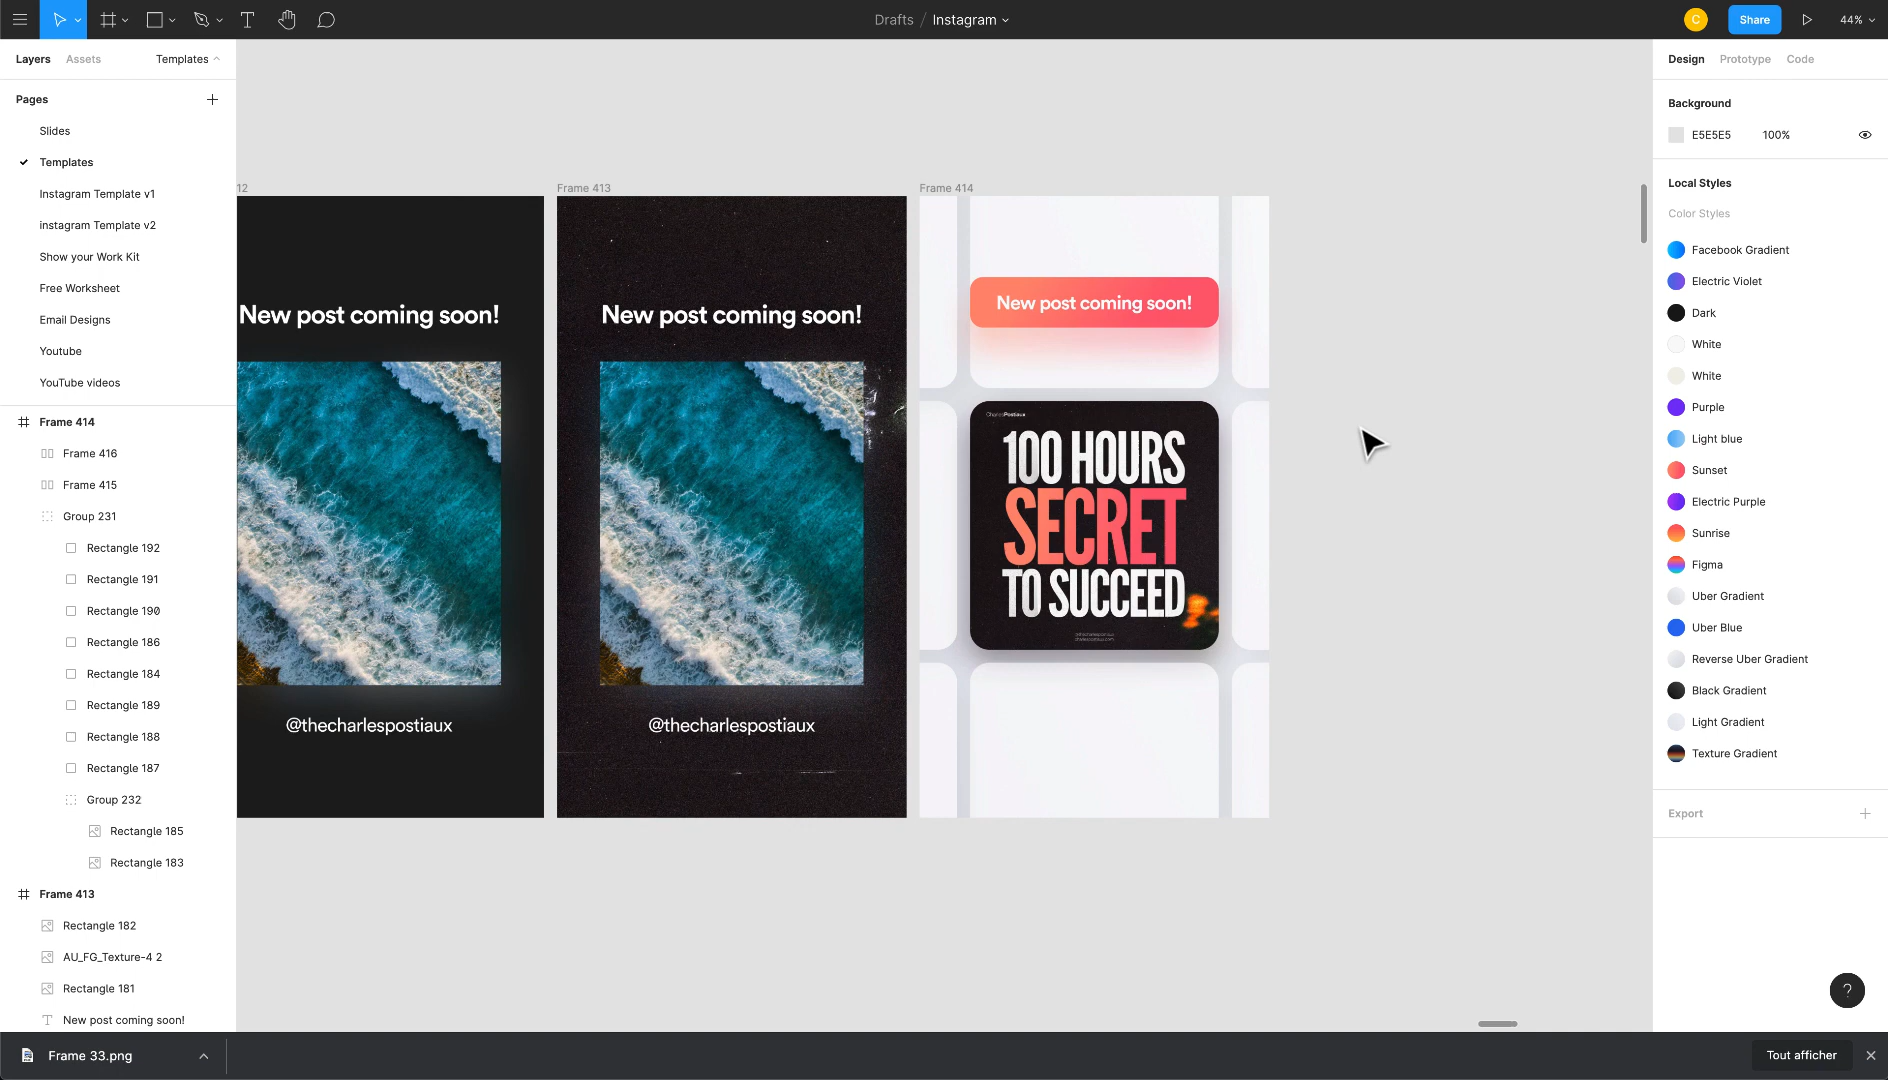 Drafts / Instagram
C
Share
44%
Layers
Assets
Templates
Pages
Slides
Templates
Instagram Template v1
instagram Template v2
Show your Work Kit
Free Worksheet
Email Designs
Youtube
YouTube videos
Frame 414
Frame 416
Frame 415
Group 231
Rectangle 192
Rectangle 191
Rectangle 190
Rectangle 186
Rectangle 184
Rectangle 189
Rectangle 188
Rectangle 187
Group 232
Rectangle 185
Rectangle 183
Frame 413
Rectangle 182
AU_FG_Texture-4 2
Rectangle 181
New post coming soon!
12
New post coming soon!
@thecharlespostiaux
Frame 413
New post coming soon!
@thecharlespostiaux
Frame 414
New post coming soon!
CharlesPostiaux
100 HOURS
SECRET
TO SUCCEED
Design
Prototype
Code
Background
E5E5E5 100%
Local Styles
Color Styles
Facebook Gradient
Electric Violet
Dark
White
White
Purple
Light blue
Sunset
Electric Purple
Sunrise
Figma
Uber Gradient
Uber Blue
Reverse Uber Gradient
Black Gradient
Light Gradient
Texture Gradient
Export
?
Frame 33.png
Tout afficher